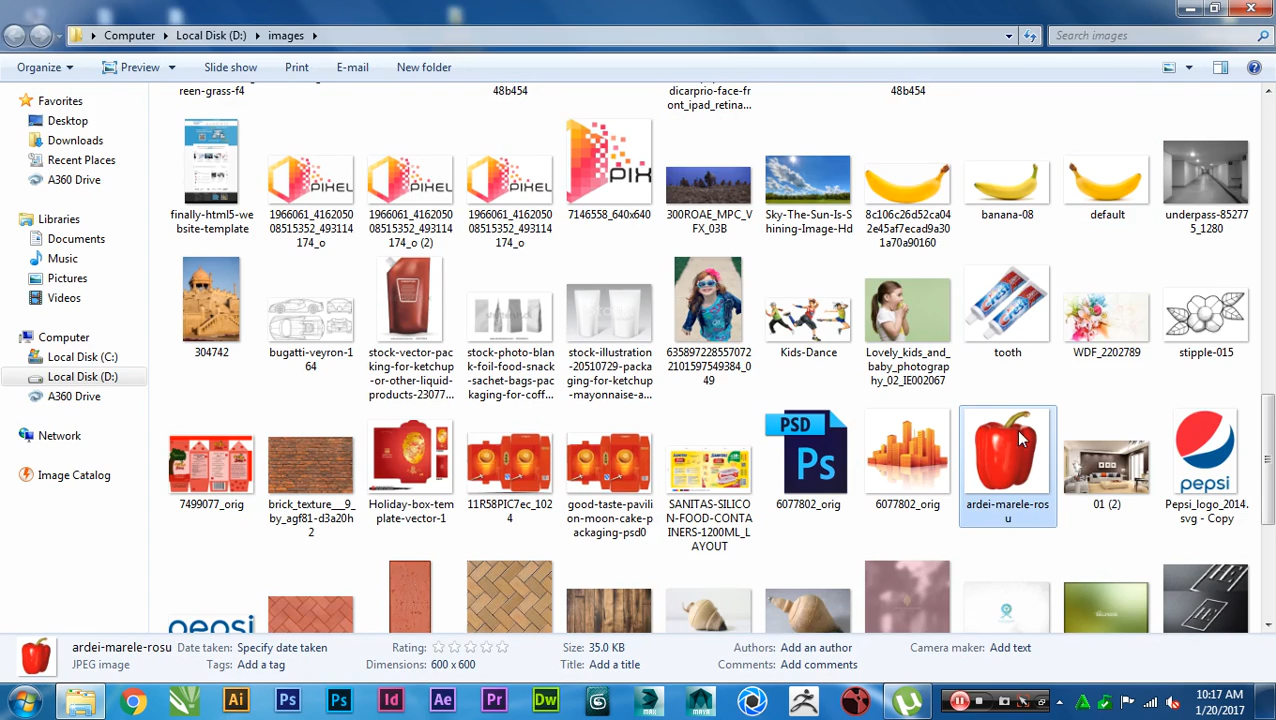 Computer
Local Disk (D:)
images
Search images
Organize
Preview
Slide show
Print
E-mail
New folder
Favorites
Desktop
Downloads
Recent Places
A360 Drive
Libraries
Documents
Music
Pictures
Videos
Computer
Local Disk (C:)
Local Disk (D:)
A360 Drive
Network
Image Catalog
reen-grass-f4
48b454
dicarprio-face-fr
ont_ipad_retina...
48b454
PIXEL
PIXEL
PIXEL
PIX
finally-html5-we
bsite-template
1966061_4162050
08515352_493114
174_o
1966061_4162050
08515352_493114
174_o (2)
1966061_4162050
08515352_493114
174_o
7146558_640x640
300ROAE_MPC_V
FX_03B
Sky-The-Sun-Is-S
hining-Image-Hd
8c106c26d52ca04
2e45af7ecad9a30
1a70a90160
banana-08
default
underpass-85277
5_1280
304742
bugatti-veyron-1
64
stock-vector-pac
king-for-ketchup
-or-other-liquid-
products-23077...
stock-photo-blan
k-foil-food-snack
-sachet-bags-pac
kaging-for-coff...
stock-illustration
-20510729-packa
ging-for-ketchup
-mayonnaise-a...
635897228557072
2101597549384_0
049
Kids-Dance
Lovely_kids_and_
baby_photograp
hy_02_IE002067
tooth
WDF_2202789
stipple-015
PSD
Ps
pepsi
7499077_orig
brick_texture___9_
by_agf81-d3a20h
2
Holiday-box-tem
plate-vector-1
11R58PIC7ec_102
4
good-taste-pavilio
n-moon-cake-p
ackaging-psd0
SANITAS-SILICO
N-FOOD-CONTA
INERS-1200ML_L
AYOUT
6077802_orig
6077802_orig
ardei-marele-ros
u
01 (2)
Pepsi_logo_2014.
svg - Copy
pepsi
ardei-marele-rosu
JPEG image
Date taken: Specify date taken
Tags: Add a tag
Rating:
Dimensions: 600 x 600
Size: 35.0 KB
Title: Add a title
Authors: Add an author
Comments: Add comments
Camera maker: Add text
Ai
Ps
Ps
Id
Ae
Pr
Dw
10:17 AM
1/20/2017